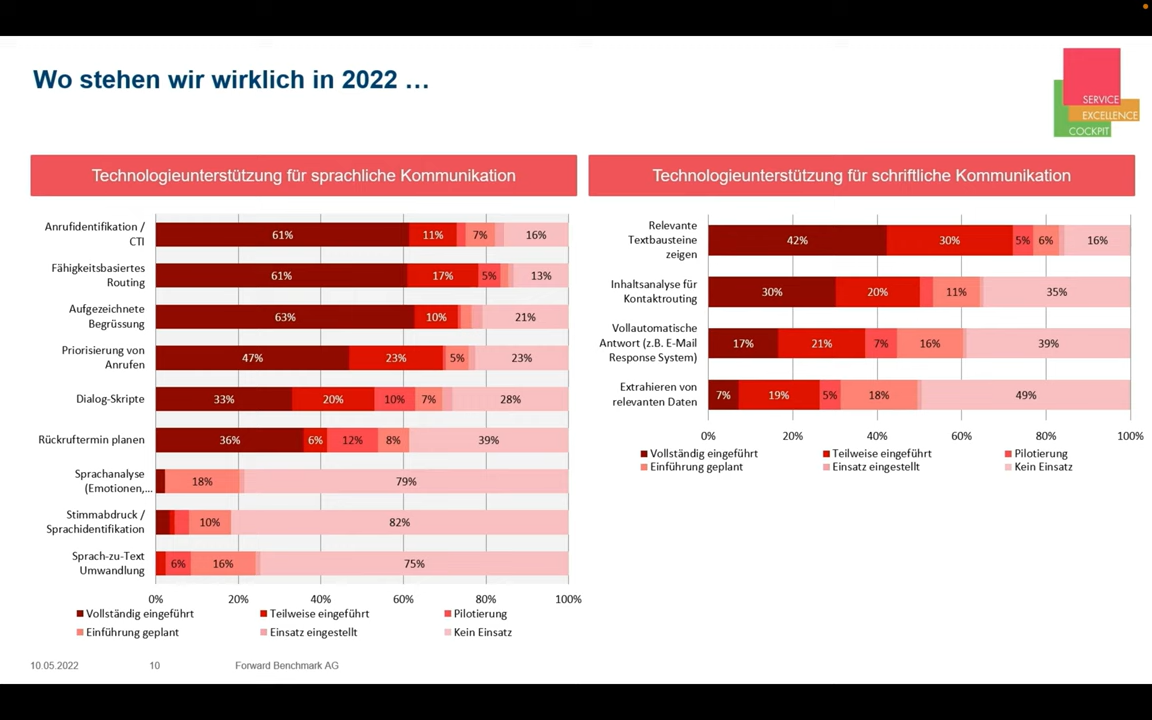 Wo stehen wir wirklich in 2022 …
SERVICE
EXCELLENCE
COCKPIT
Technologieunterstützung für sprachliche Kommunikation
Anrufidentifikation /
CTI
61% 11% 7% 16%
Fähigkeitsbasiertes
Routing
61% 17% 5% 13%
Aufgezeichnete
Begrüssung
63% 10% 21%
Priorisierung von
Anrufen
47% 23% 5% 23%
Dialog-Skripte
33% 20% 10% 7% 28%
Rückruftermin planen
36% 6% 12% 8% 39%
Sprachanalyse
(Emotionen,...
18% 79%
Stimmabdruck /
Sprachidentifikation
10% 82%
Sprach-zu-Text
Umwandlung
6% 16% 75%
0% 20% 40% 60% 80% 100%
Vollständig eingeführt Teilweise eingeführt Pilotierung
Einführung geplant Einsatz eingestellt Kein Einsatz
Technologieunterstützung für schriftliche Kommunikation
Relevante
Textbausteine
zeigen
42% 30% 5% 6% 16%
Inhaltsanalyse für
Kontaktrouting
30% 20% 11% 35%
Vollautomatische
Antwort (z.B. E-Mail
Response System)
17% 21% 7% 16% 39%
Extrahieren von
relevanten Daten
7% 19% 5% 18% 49%
0% 20% 40% 60% 80% 100%
Vollständig eingeführt Teilweise eingeführt Pilotierung
Einführung geplant Einsatz eingestellt Kein Einsatz
10.05.2022 10 Forward Benchmark AG